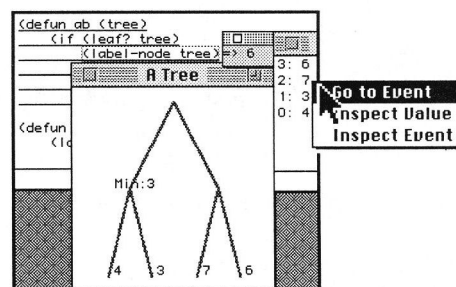 (defun ab (tree)
(if (leaf? tree)
(label-node tree) => 6
A Tree
3: 6
2: 7
1: 3
0: 4
Go to Event
Inspect Value
Inspect Event
(defun
Min:3
4 3 7 6